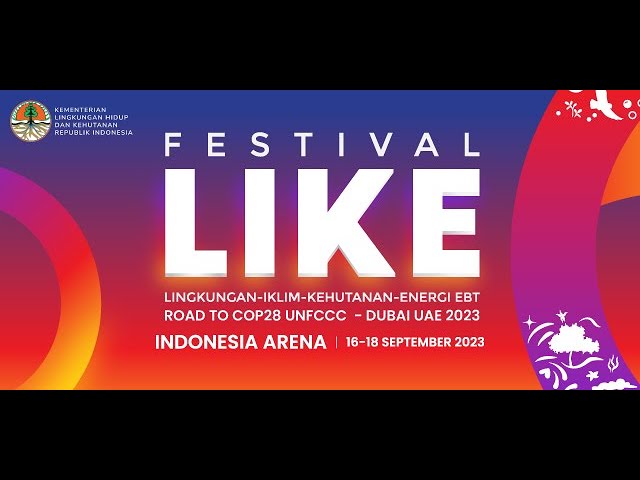 KEMENTERIAN
LINGKUNGAN HIDUP
DAN KEHUTANAN
REPUBLIK INDONESIA
FESTIVAL
LIKE
LINGKUNGAN-IKLIM-KEHUTANAN-ENERGI EBT
ROAD TO COP28 UNFCCC – DUBAI UAE 2023
INDONESIA ARENA | 16-18 SEPTEMBER 2023